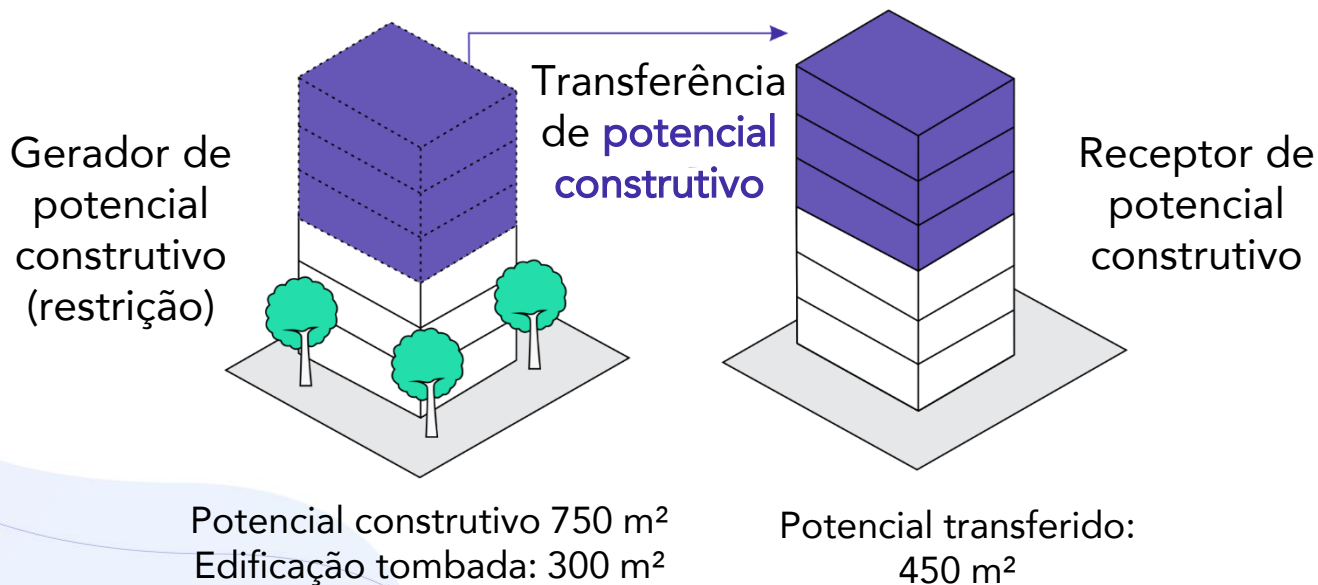 Gerador de
potencial
construtivo
(restrição)
Transferência
de potencial
construtivo
Receptor de
potencial
construtivo
Potencial construtivo 750 m²
Edificação tombada: 300 m²
Potencial transferido:
450 m²